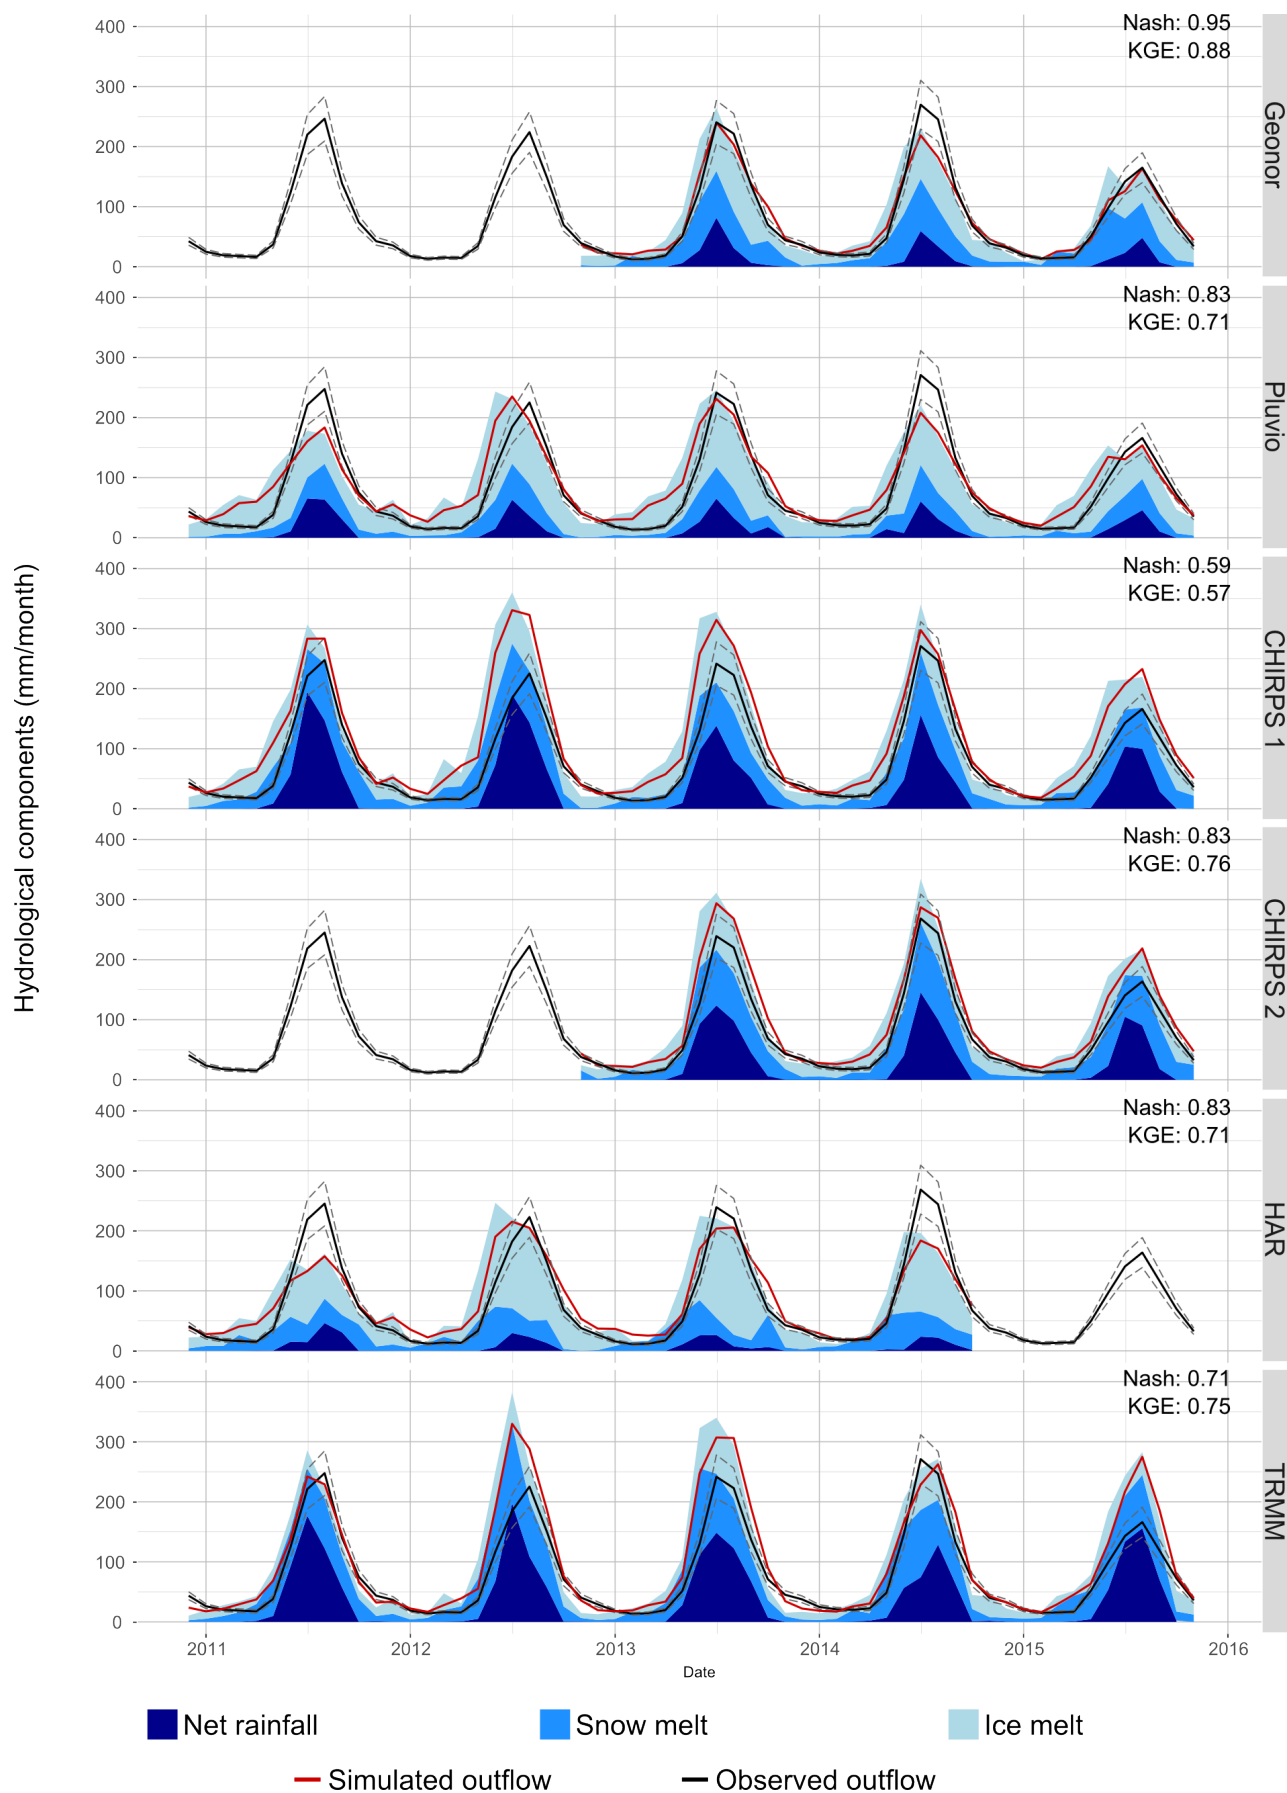 Hydrological components (mm/month)
400
300
200
100
0
Nash: 0.95
KGE: 0.88
Geonor
400
300
200
100
0
Nash: 0.83
KGE: 0.71
Pluvio
400
300
200
100
0
Nash: 0.59
KGE: 0.57
CHIRPS 1
400
300
200
100
0
Nash: 0.83
KGE: 0.76
CHIRPS 2
400
300
200
100
0
Nash: 0.83
KGE: 0.71
HAR
400
300
200
100
0
Nash: 0.71
KGE: 0.75
TRMM
2011 2012 2013 2014 2015 2016
Date
Net rainfall Snow melt Ice melt
Simulated outflow Observed outflow